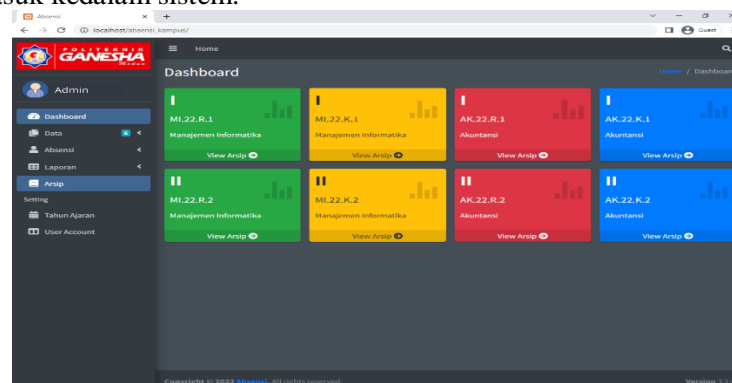 suk kedalam sistem.
Absensi
localhost/absensi_kampus/
Guest
POLITEKNIK
GANESHA
Medan
Home
Dashboard
Home / Dashboar
Admin
Dashboard
Data 6
Absensi
Laporan
Arsip
Setting
Tahun Ajaran
User Account
I
MI.22.R.1
Manajemen Informatika
View Arsip
I
MI.22.K.1
Manajemen Informatika
View Arsip
I
AK.22.R.1
Akuntansi
View Arsip
I
AK.22.K.1
Akuntansi
View Arsip
II
MI.22.R.2
Manajemen Informatika
View Arsip
II
MI.22.K.2
Manajemen Informatika
View Arsip
II
AK.22.R.2
Akuntansi
View Arsip
II
AK.22.K.2
Akuntansi
View Arsip
Copyright © 2022 Absensi. All rights reserved.
Version